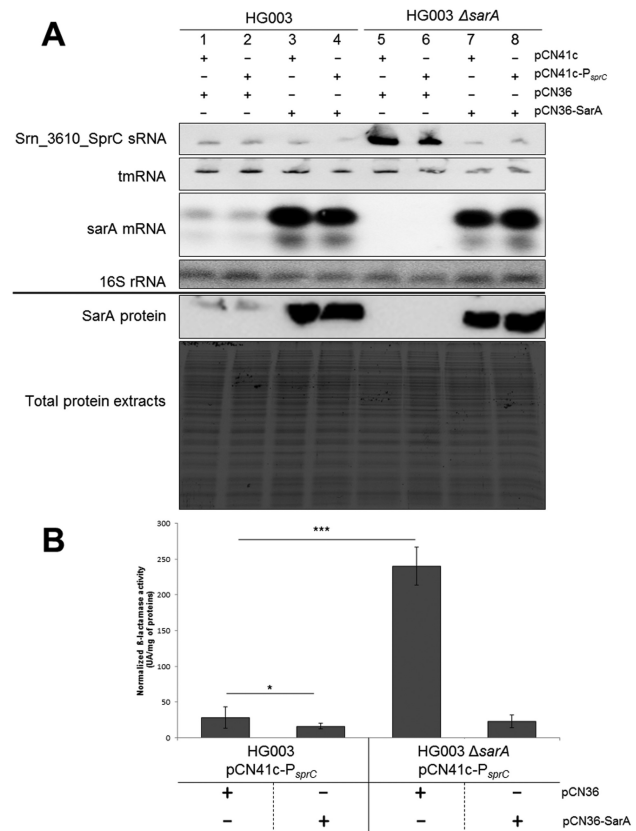 A
HG003 HG003 ΔsarA
1 2 3 4 5 6 7 8
+ – + – + – + – pCN41c
– + – + – + – + pCN41c-PsprC
+ + – – + + – – pCN36
– – + + – – + + pCN36-SarA
Srn_3610_SprC sRNA
tmRNA
sarA mRNA
16S rRNA
SarA protein
Total protein extracts
B
Normalized ß-lactamase activity
(UA/mg of proteins)
300
250
200
150
100
50
0
***
*
HG003 HG003 ΔsarA
pCN41c-PsprC pCN41c-PsprC
+ – + – pCN36
– + – + pCN36-SarA